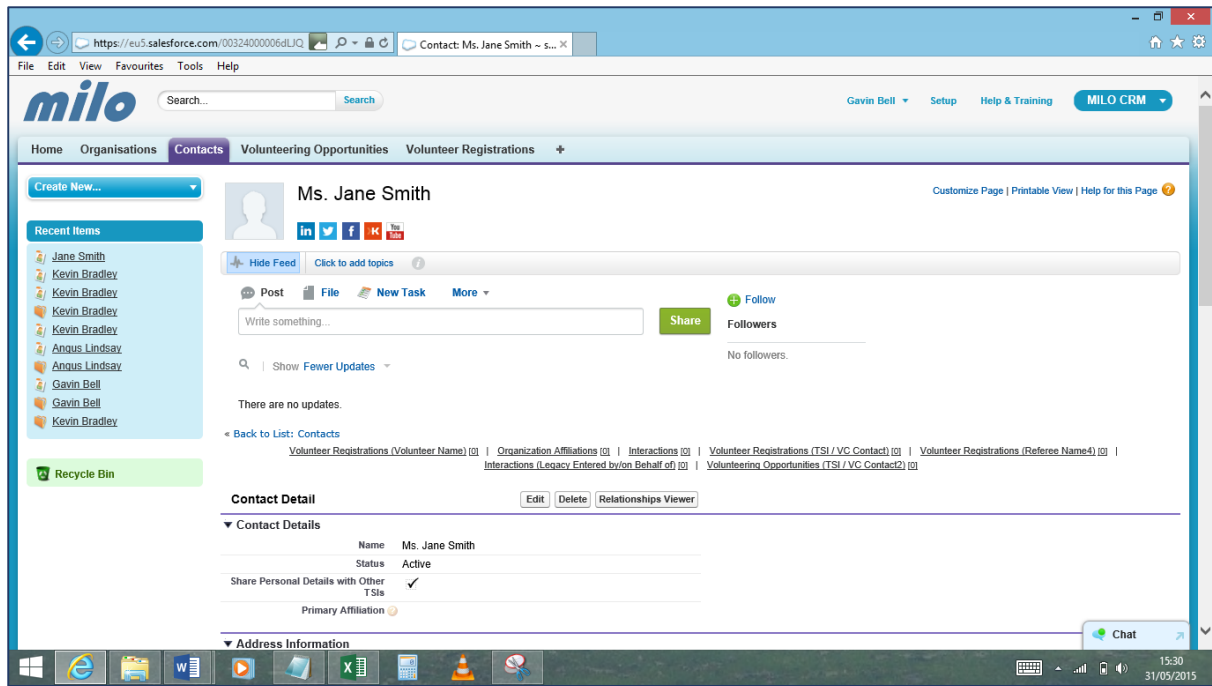 https://eu5.salesforce.com/00324000006dLJQ
Contact: Ms. Jane Smith ~ s...
File Edit View Favourites Tools Help
milo
Search...
Search
Gavin Bell Setup Help & Training MILO CRM
Home Organisations Contacts Volunteering Opportunities Volunteer Registrations +
Create New...
Recent Items
Jane Smith
Kevin Bradley
Kevin Bradley
Kevin Bradley
Kevin Bradley
Angus Lindsay
Angus Lindsay
Gavin Bell
Gavin Bell
Kevin Bradley
Recycle Bin
Ms. Jane Smith
Customize Page | Printable View | Help for this Page
in f You Tube
Hide Feed Click to add topics
Post File New Task More
Write something...
Share
Follow
Followers
No followers.
Show Fewer Updates
There are no updates.
« Back to List: Contacts
Volunteer Registrations (Volunteer Name) [0] | Organization Affiliations [0] | Interactions [0] | Volunteer Registrations (TSI / VC Contact) [0] | Volunteer Registrations (Referee Name4) [0] |
Interactions (Legacy Entered by/on Behalf of) [0] | Volunteering Opportunities (TSI / VC Contact2) [0]
Contact Detail Edit Delete Relationships Viewer
Contact Details
Name Ms. Jane Smith
Status Active
Share Personal Details with Other TSIs
Primary Affiliation
Address Information
Chat
15:30
31/05/2015